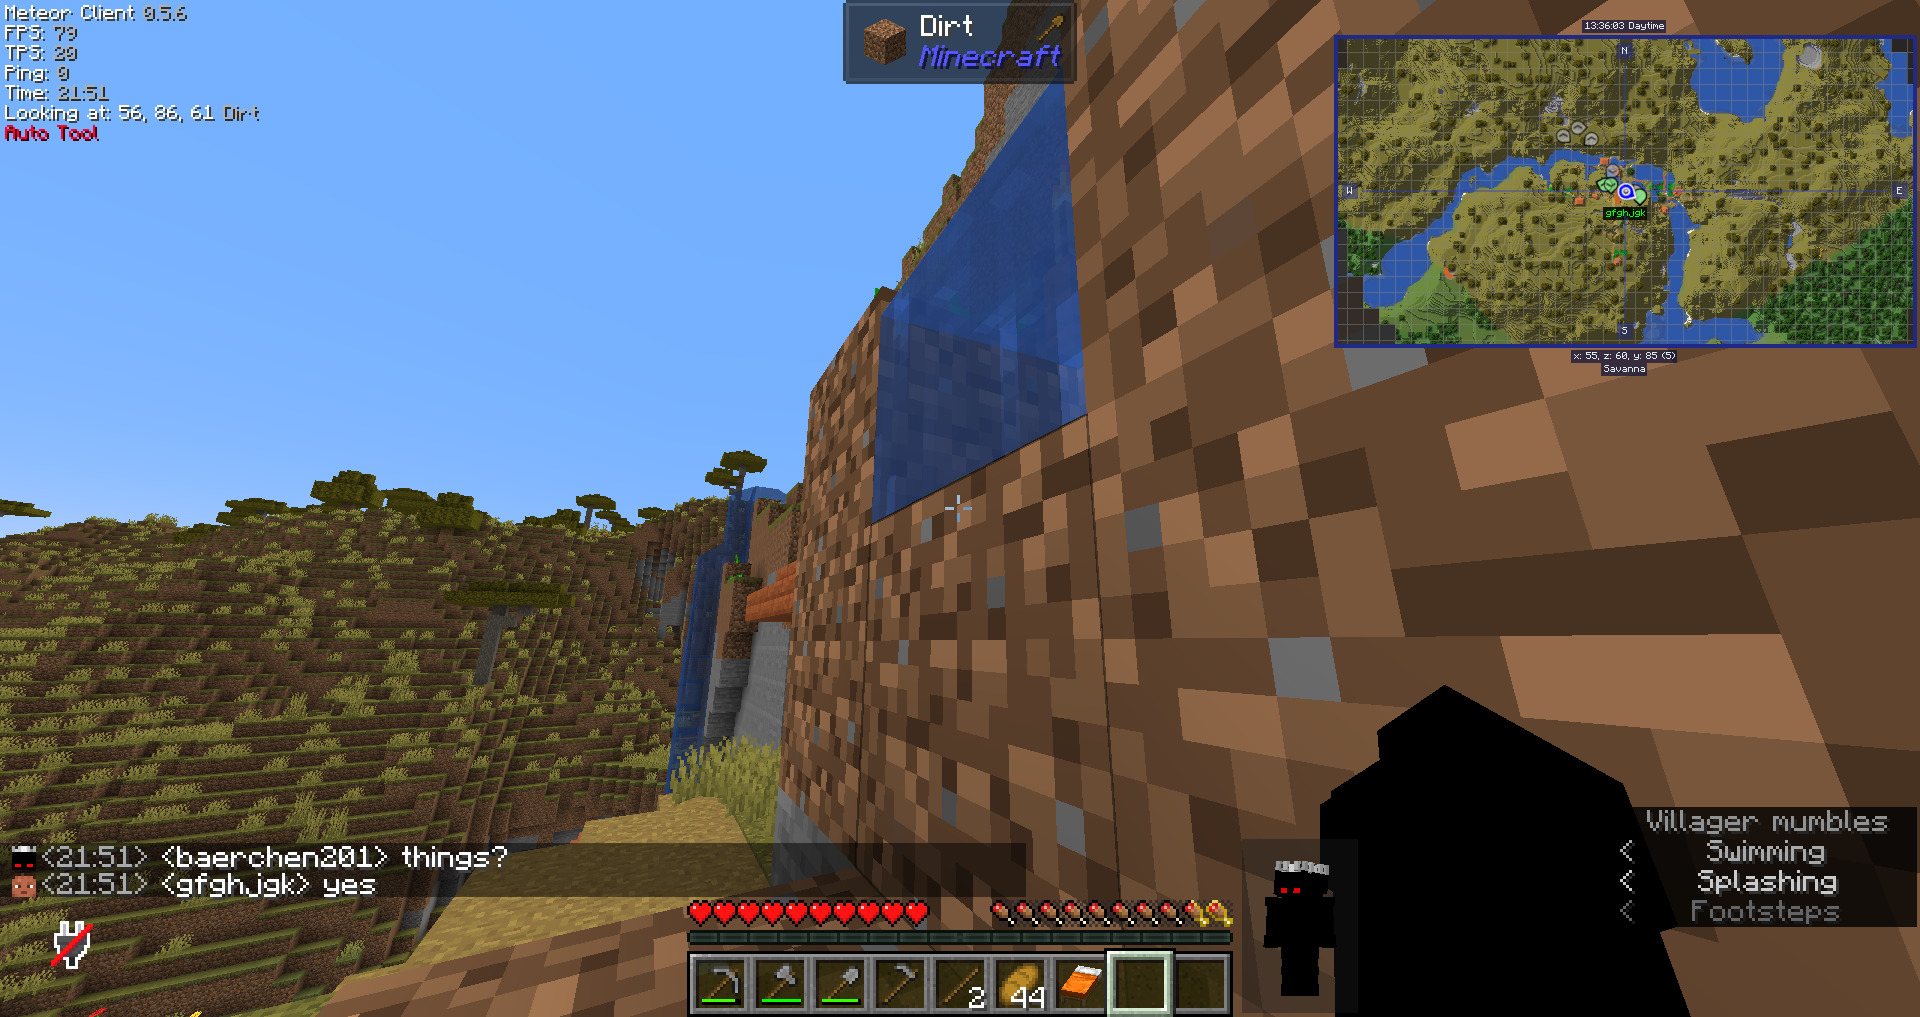 Meteor Client 0.5.6
FPS: 79
TPS: 20
Ping: 0
Time: 21:51
Looking at: 56, 86, 61 Dirt
Auto Tool
Dirt
Minecraft
13:36:03 Daytime
N
W
E
gfghjgk
S
x: 55, z: 60, y: 85 (5)
Savanna
<21:51> <baerchen201> things?
<21:51> <gfghjgk> yes
Villager mumbles
< Swimming
< Splashing
< Footsteps
2
44